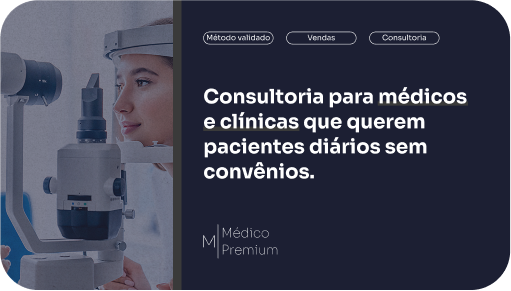 Método validado
Vendas
Consultoria
Consultoria para médicos
e clínicas que querem
pacientes diários sem
convênios.
M
Médico
Premium